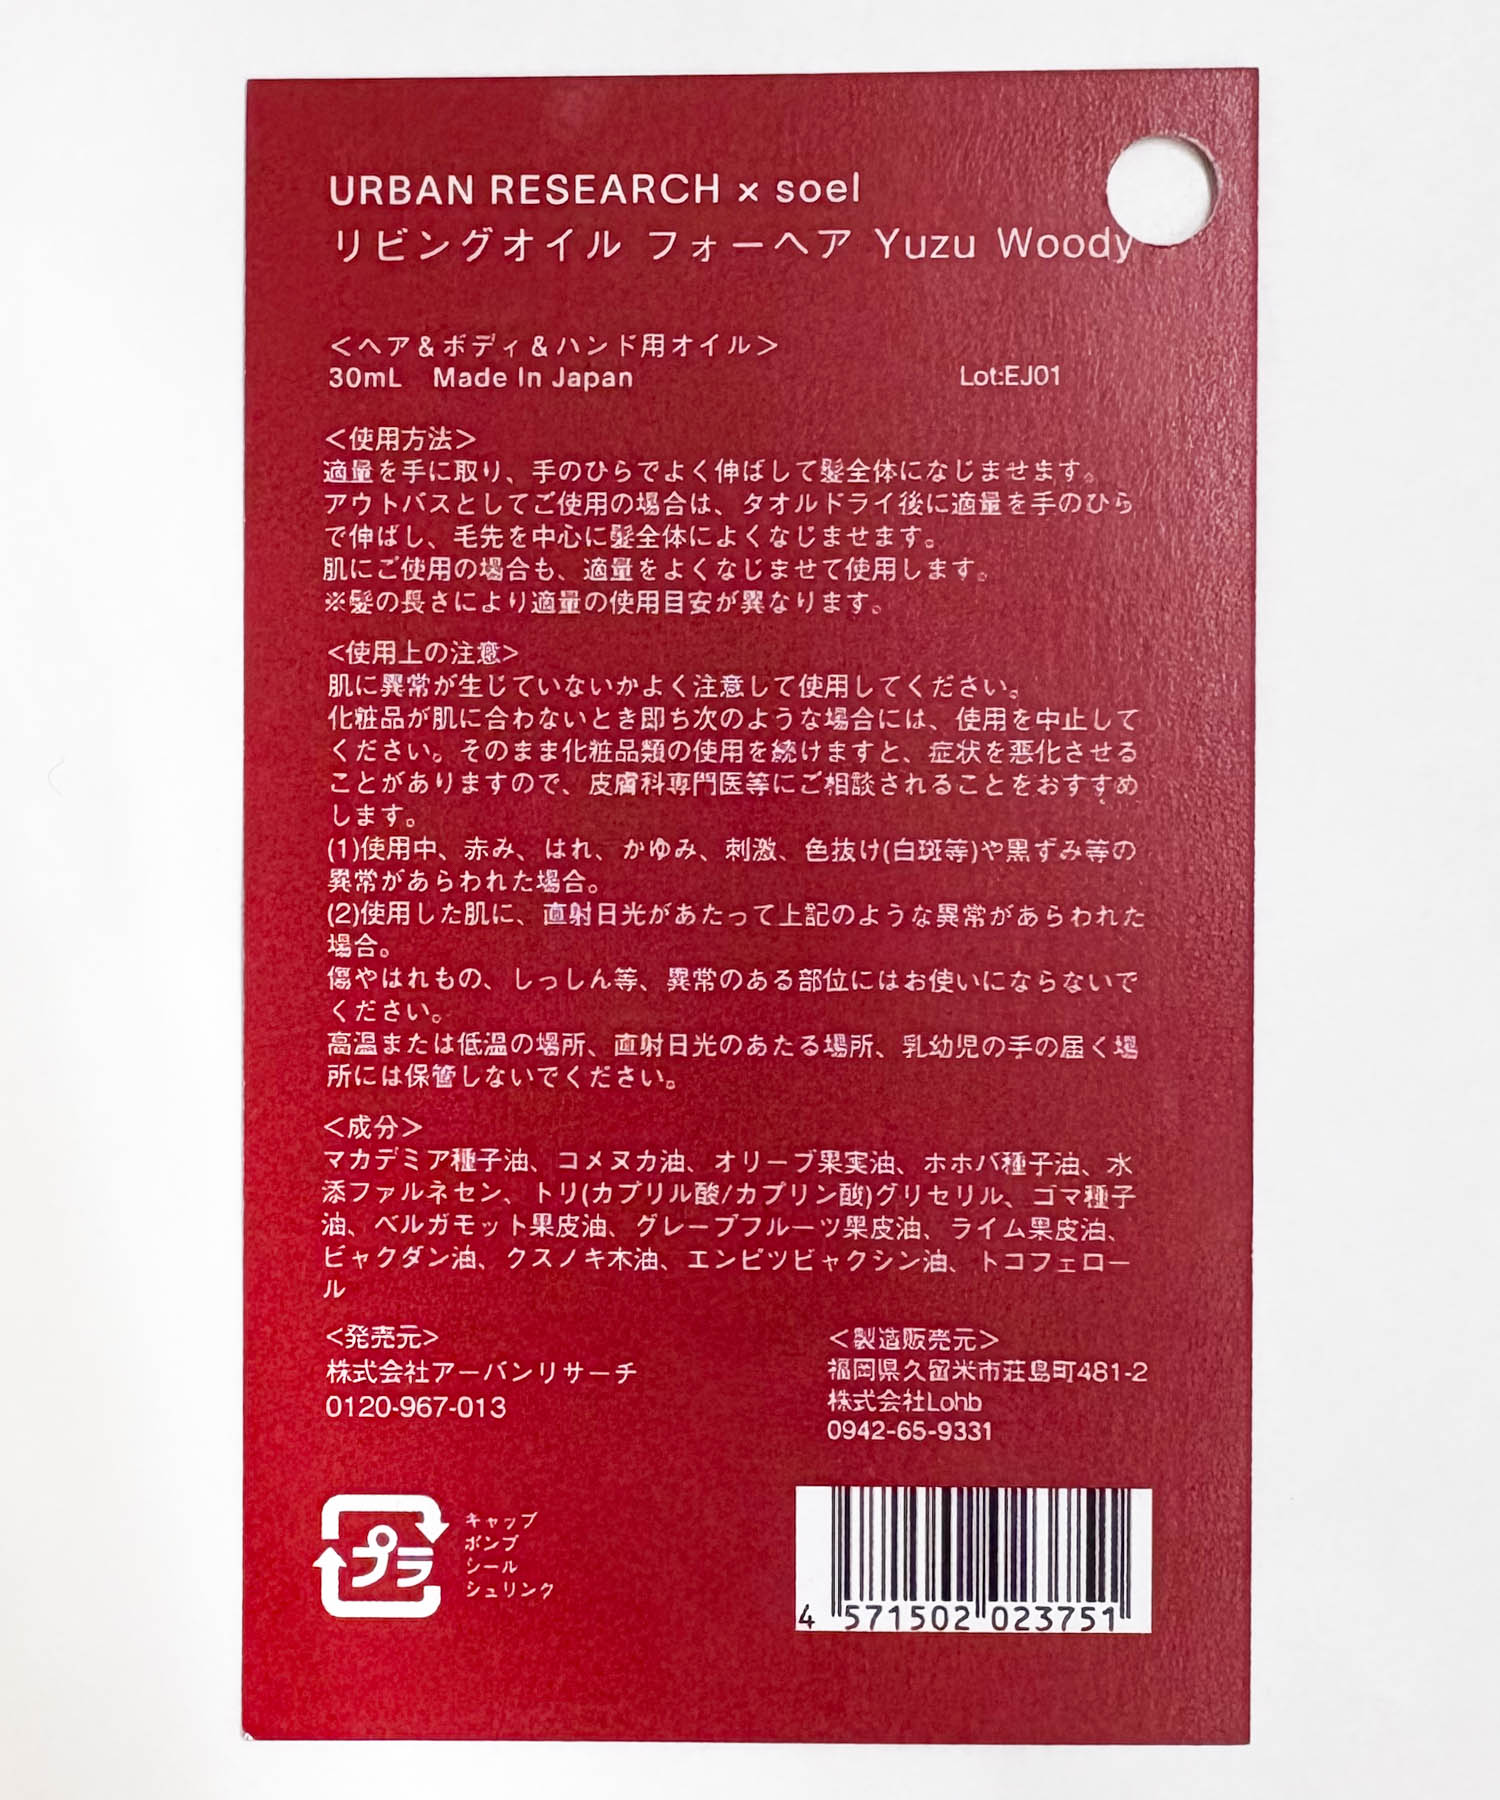 URBAN RESEARCH × soel
リビングオイル フォーヘア Yuzu Woody
＜ヘア＆ボディ＆ハンド用オイル＞
30mL Made In Japan Lot:EJ01
＜使用方法＞
適量を手に取り、手のひらでよく伸ばして髪全体になじませます。
アウトバスとしてご使用の場合は、タオルドライ後に適量を手のひら
で伸ばし、毛先を中心に髪全体によくなじませます。
肌にご使用の場合も、適量をよくなじませて使用します。
※髪の長さにより適量の使用目安が異なります。
＜使用上の注意＞
肌に異常が生じていないかよく注意して使用してください。
化粧品が肌に合わないとき即ち次のような場合には、使用を中止して
ください。そのまま化粧品類の使用を続けますと、症状を悪化させる
ことがありますので、皮膚科専門医等にご相談されることをおすすめ
します。
(1)使用中、赤み、はれ、かゆみ、刺激、色抜け(白斑等)や黒ずみ等の
異常があらわれた場合。
(2)使用した肌に、直射日光があたって上記のような異常があらわれた
場合。
傷やはれもの、しっしん等、異常のある部位にはお使いにならないで
ください。
高温または低温の場所、直射日光のあたる場所、乳幼児の手の届く場
所には保管しないでください。
＜成分＞
マカデミア種子油、コメヌカ油、オリーブ果実油、ホホバ種子油、水
添ファルネセン、トリ(カプリル酸/カプリン酸)グリセリル、ゴマ種子
油、ベルガモット果皮油、グレープフルーツ果皮油、ライム果皮油、
ビャクダン油、クスノキ木油、エンピツビャクシン油、トコフェロー
ル
＜発売元＞
株式会社アーバンリサーチ
0120-967-013
＜製造販売元＞
福岡県久留米市荘島町481-2
株式会社Lohb
0942-65-9331
プラ
キャップ
ポンプ
シール
シュリンク
4 571502 023751